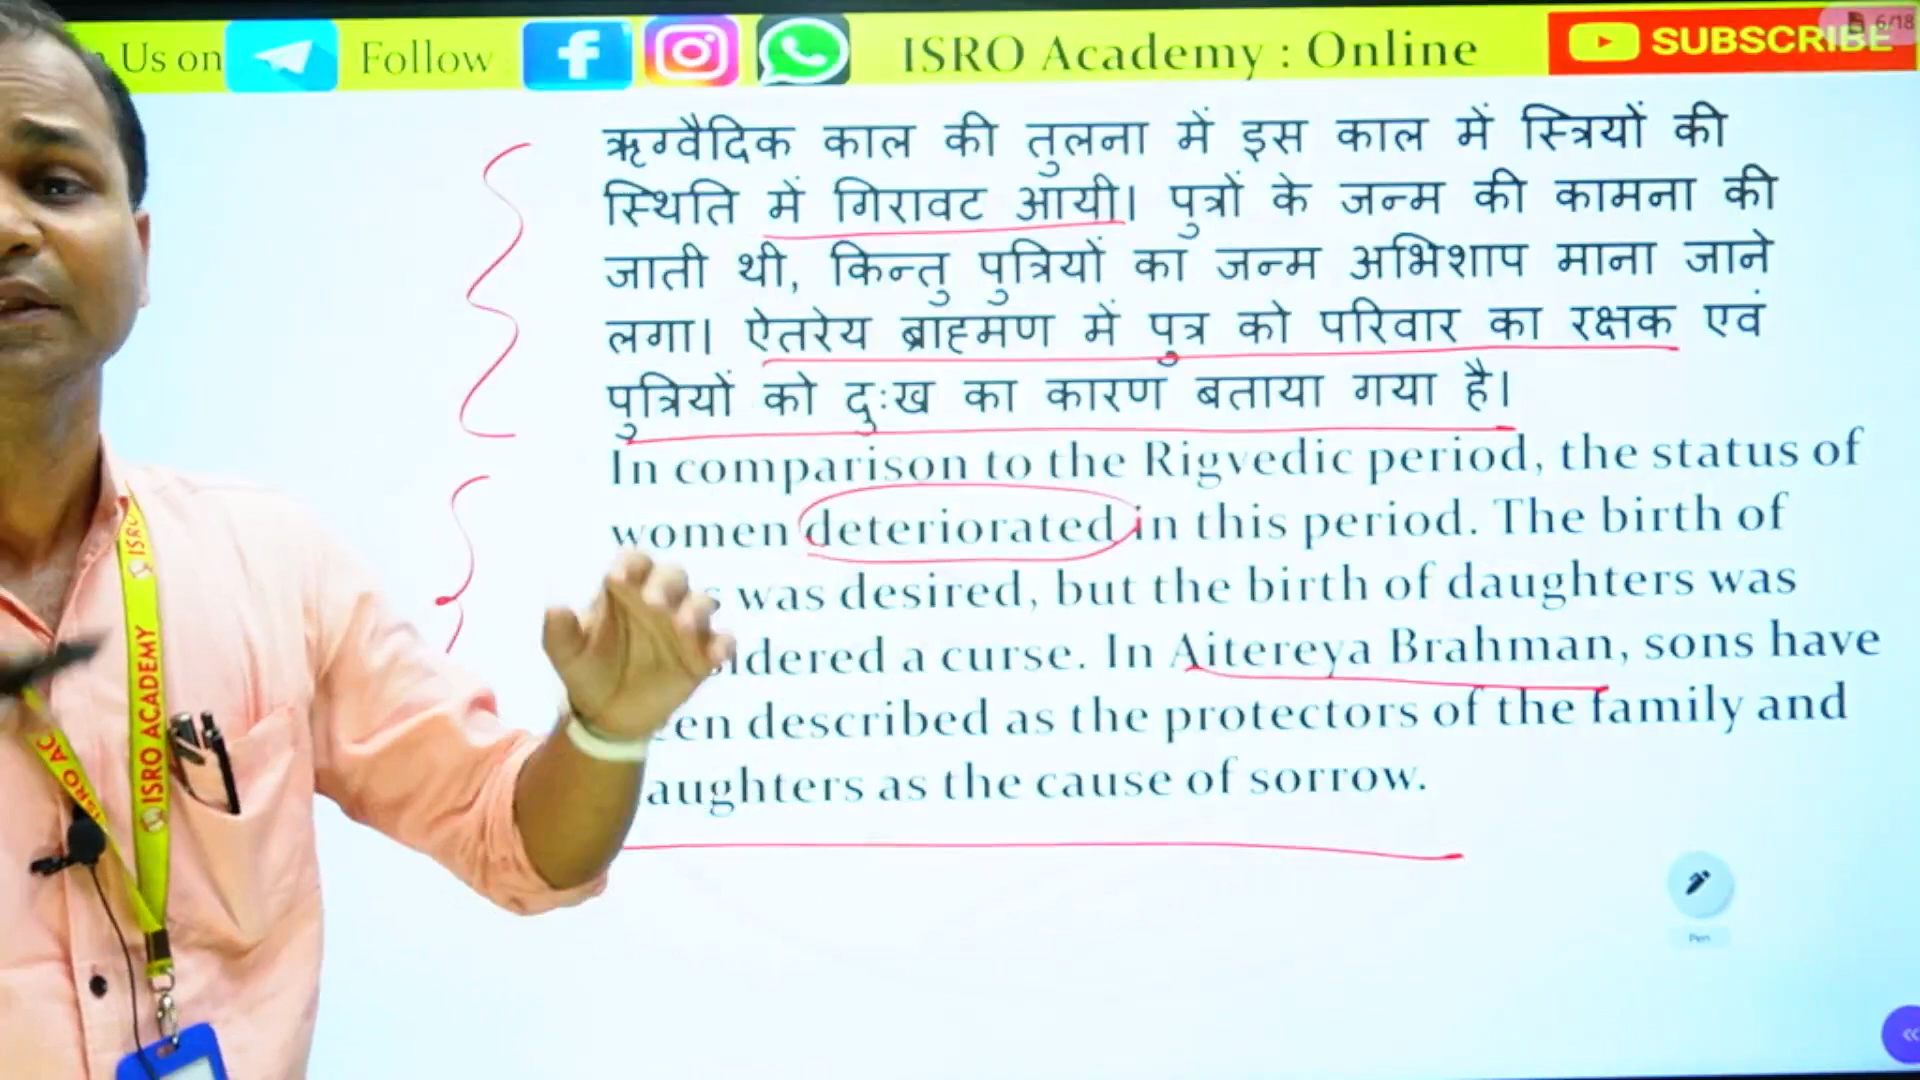 Us on
Follow
ISRO Academy : Online
SUBSCRIBE
6/18
ऋग्वैदिक काल की तुलना में इस काल में स्त्रियों की
स्थिति में गिरावट आयी। पुत्रों के जन्म की कामना की
जाती थी, किन्तु पुत्रियों का जन्म अभिशाप माना जाने
लगा। ऐतरेय ब्राह्मण में पुत्र को परिवार का रक्षक एवं
पुत्रियों को दुःख का कारण बताया गया है।
In comparison to the Rigvedic period, the status of
women deteriorated in this period. The birth of
was desired, but the birth of daughters was
a curse. In Aitereya Brahman, sons have
described as the protectors of the family and
as the cause of sorrow.
Pen
ISRO ACADEMY